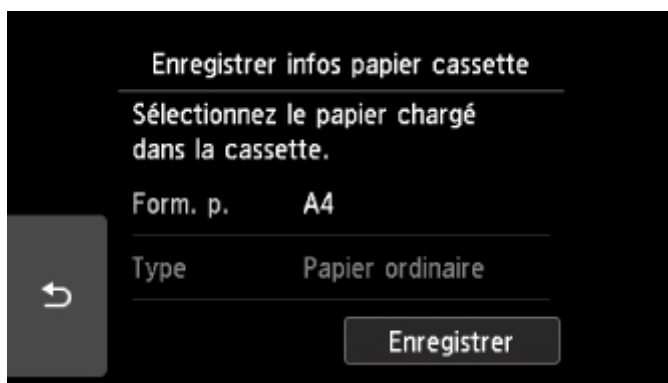 Enregistrer infos papier cassette
Sélectionnez le papier chargé
dans la cassette.
Form. p. A4
Type Papier ordinaire
Enregistrer